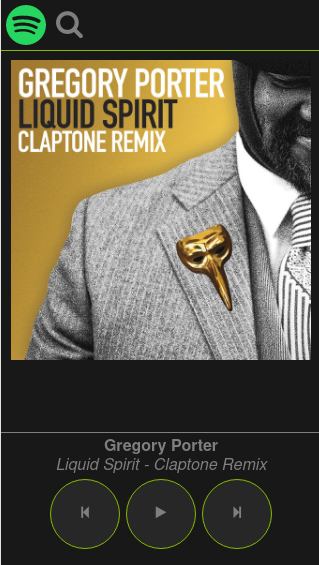 GREGORY PORTER
LIQUID SPIRIT
CLAPTONE REMIX
Gregory Porter
Liquid Spirit - Claptone Remix